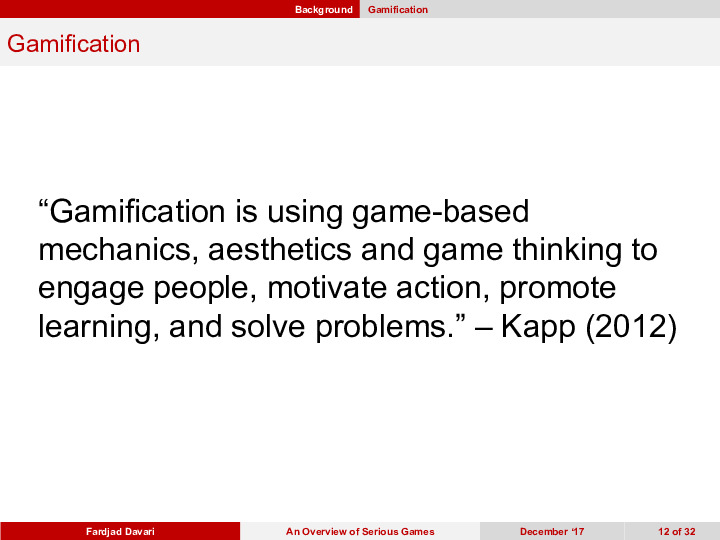 Background Gamification
Gamification
“Gamification is using game-based
mechanics, aesthetics and game thinking to
engage people, motivate action, promote
learning, and solve problems.” – Kapp (2012)
Fardjad Davari An Overview of Serious Games December ‘17 12 of 32